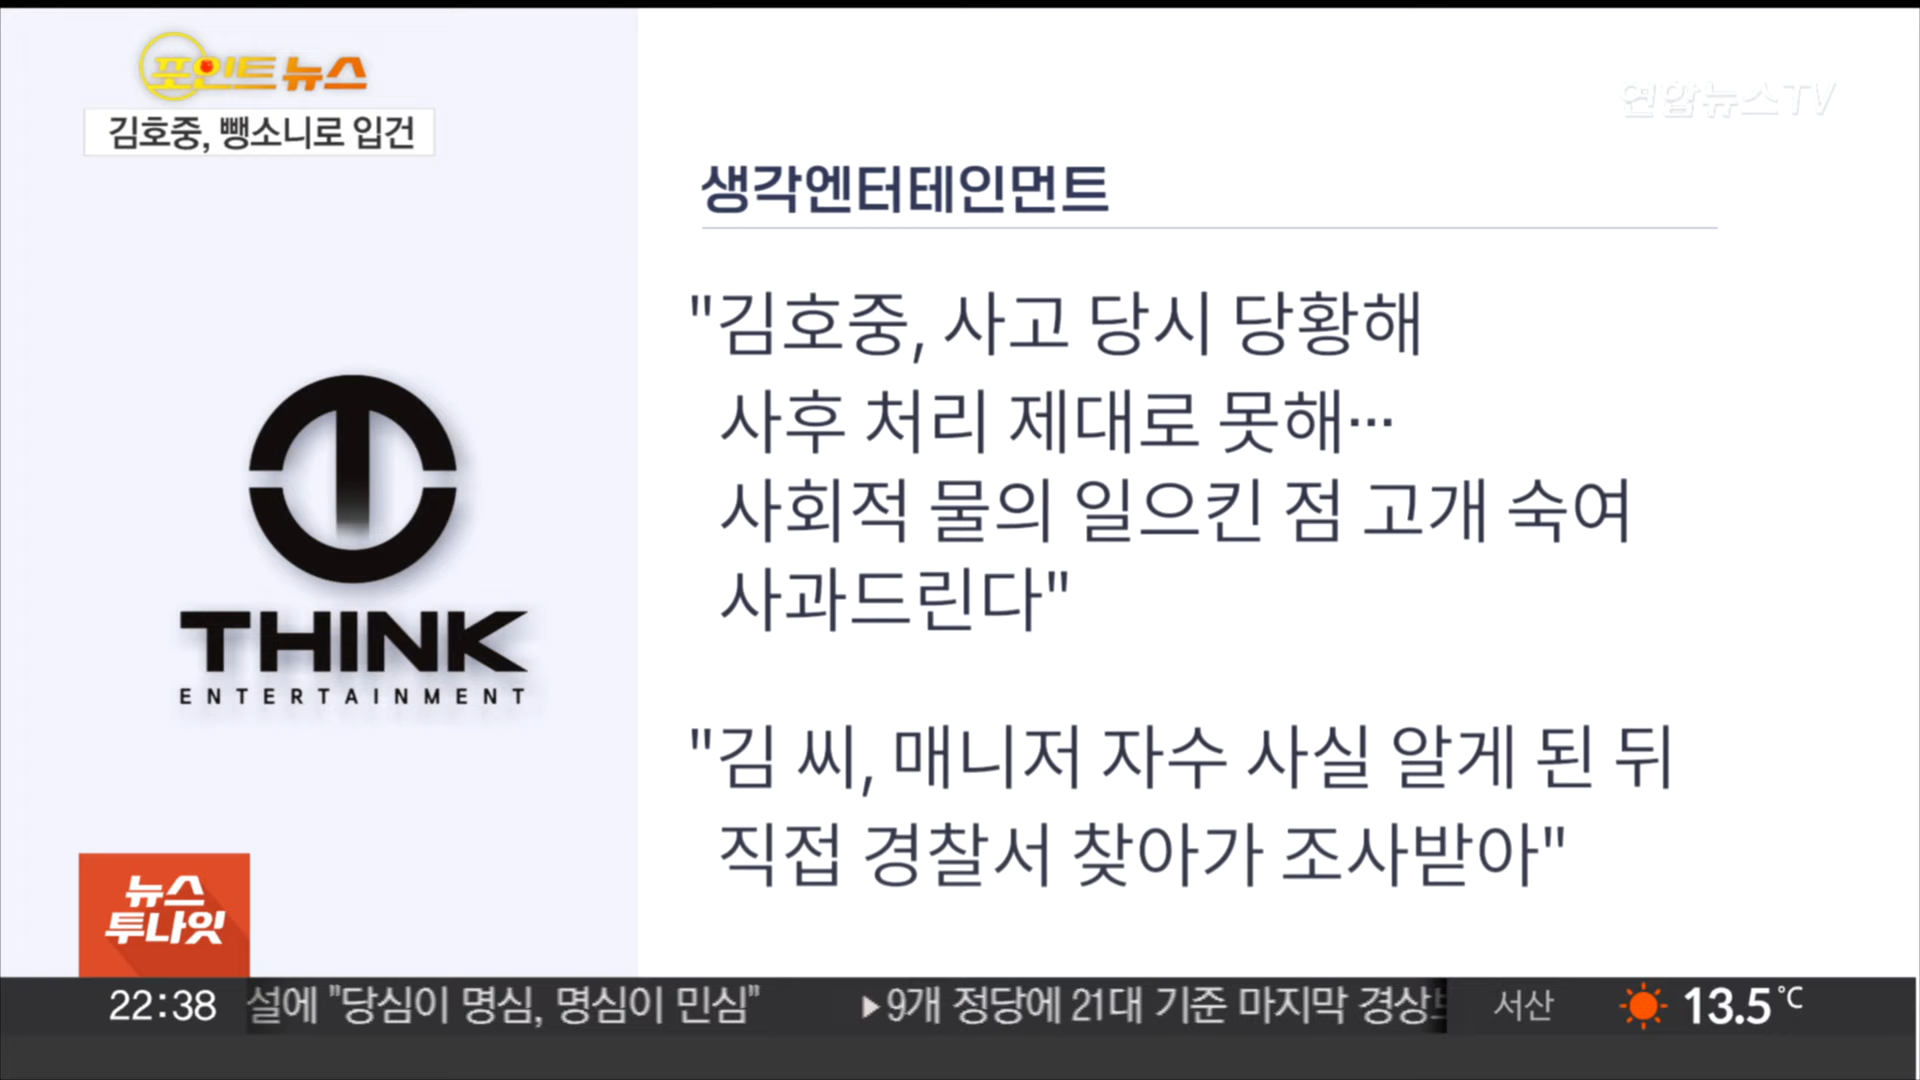 포인트뉴스
김호중, 뺑소니로 입건
연합뉴스TV
생각엔터테인먼트
"김호중, 사고 당시 당황해
사후 처리 제대로 못해…
사회적 물의 일으킨 점 고개 숙여
사과드린다"
"김 씨, 매니저 자수 사실 알게 된 뒤
직접 경찰서 찾아가 조사받아"
THINK
ENTERTAINMENT
뉴스
투나잇
22:38 설에 "당심이 명심, 명심이 민심" ▶9개 정당에 21대 기준 마지막 경상 서산 13.5℃